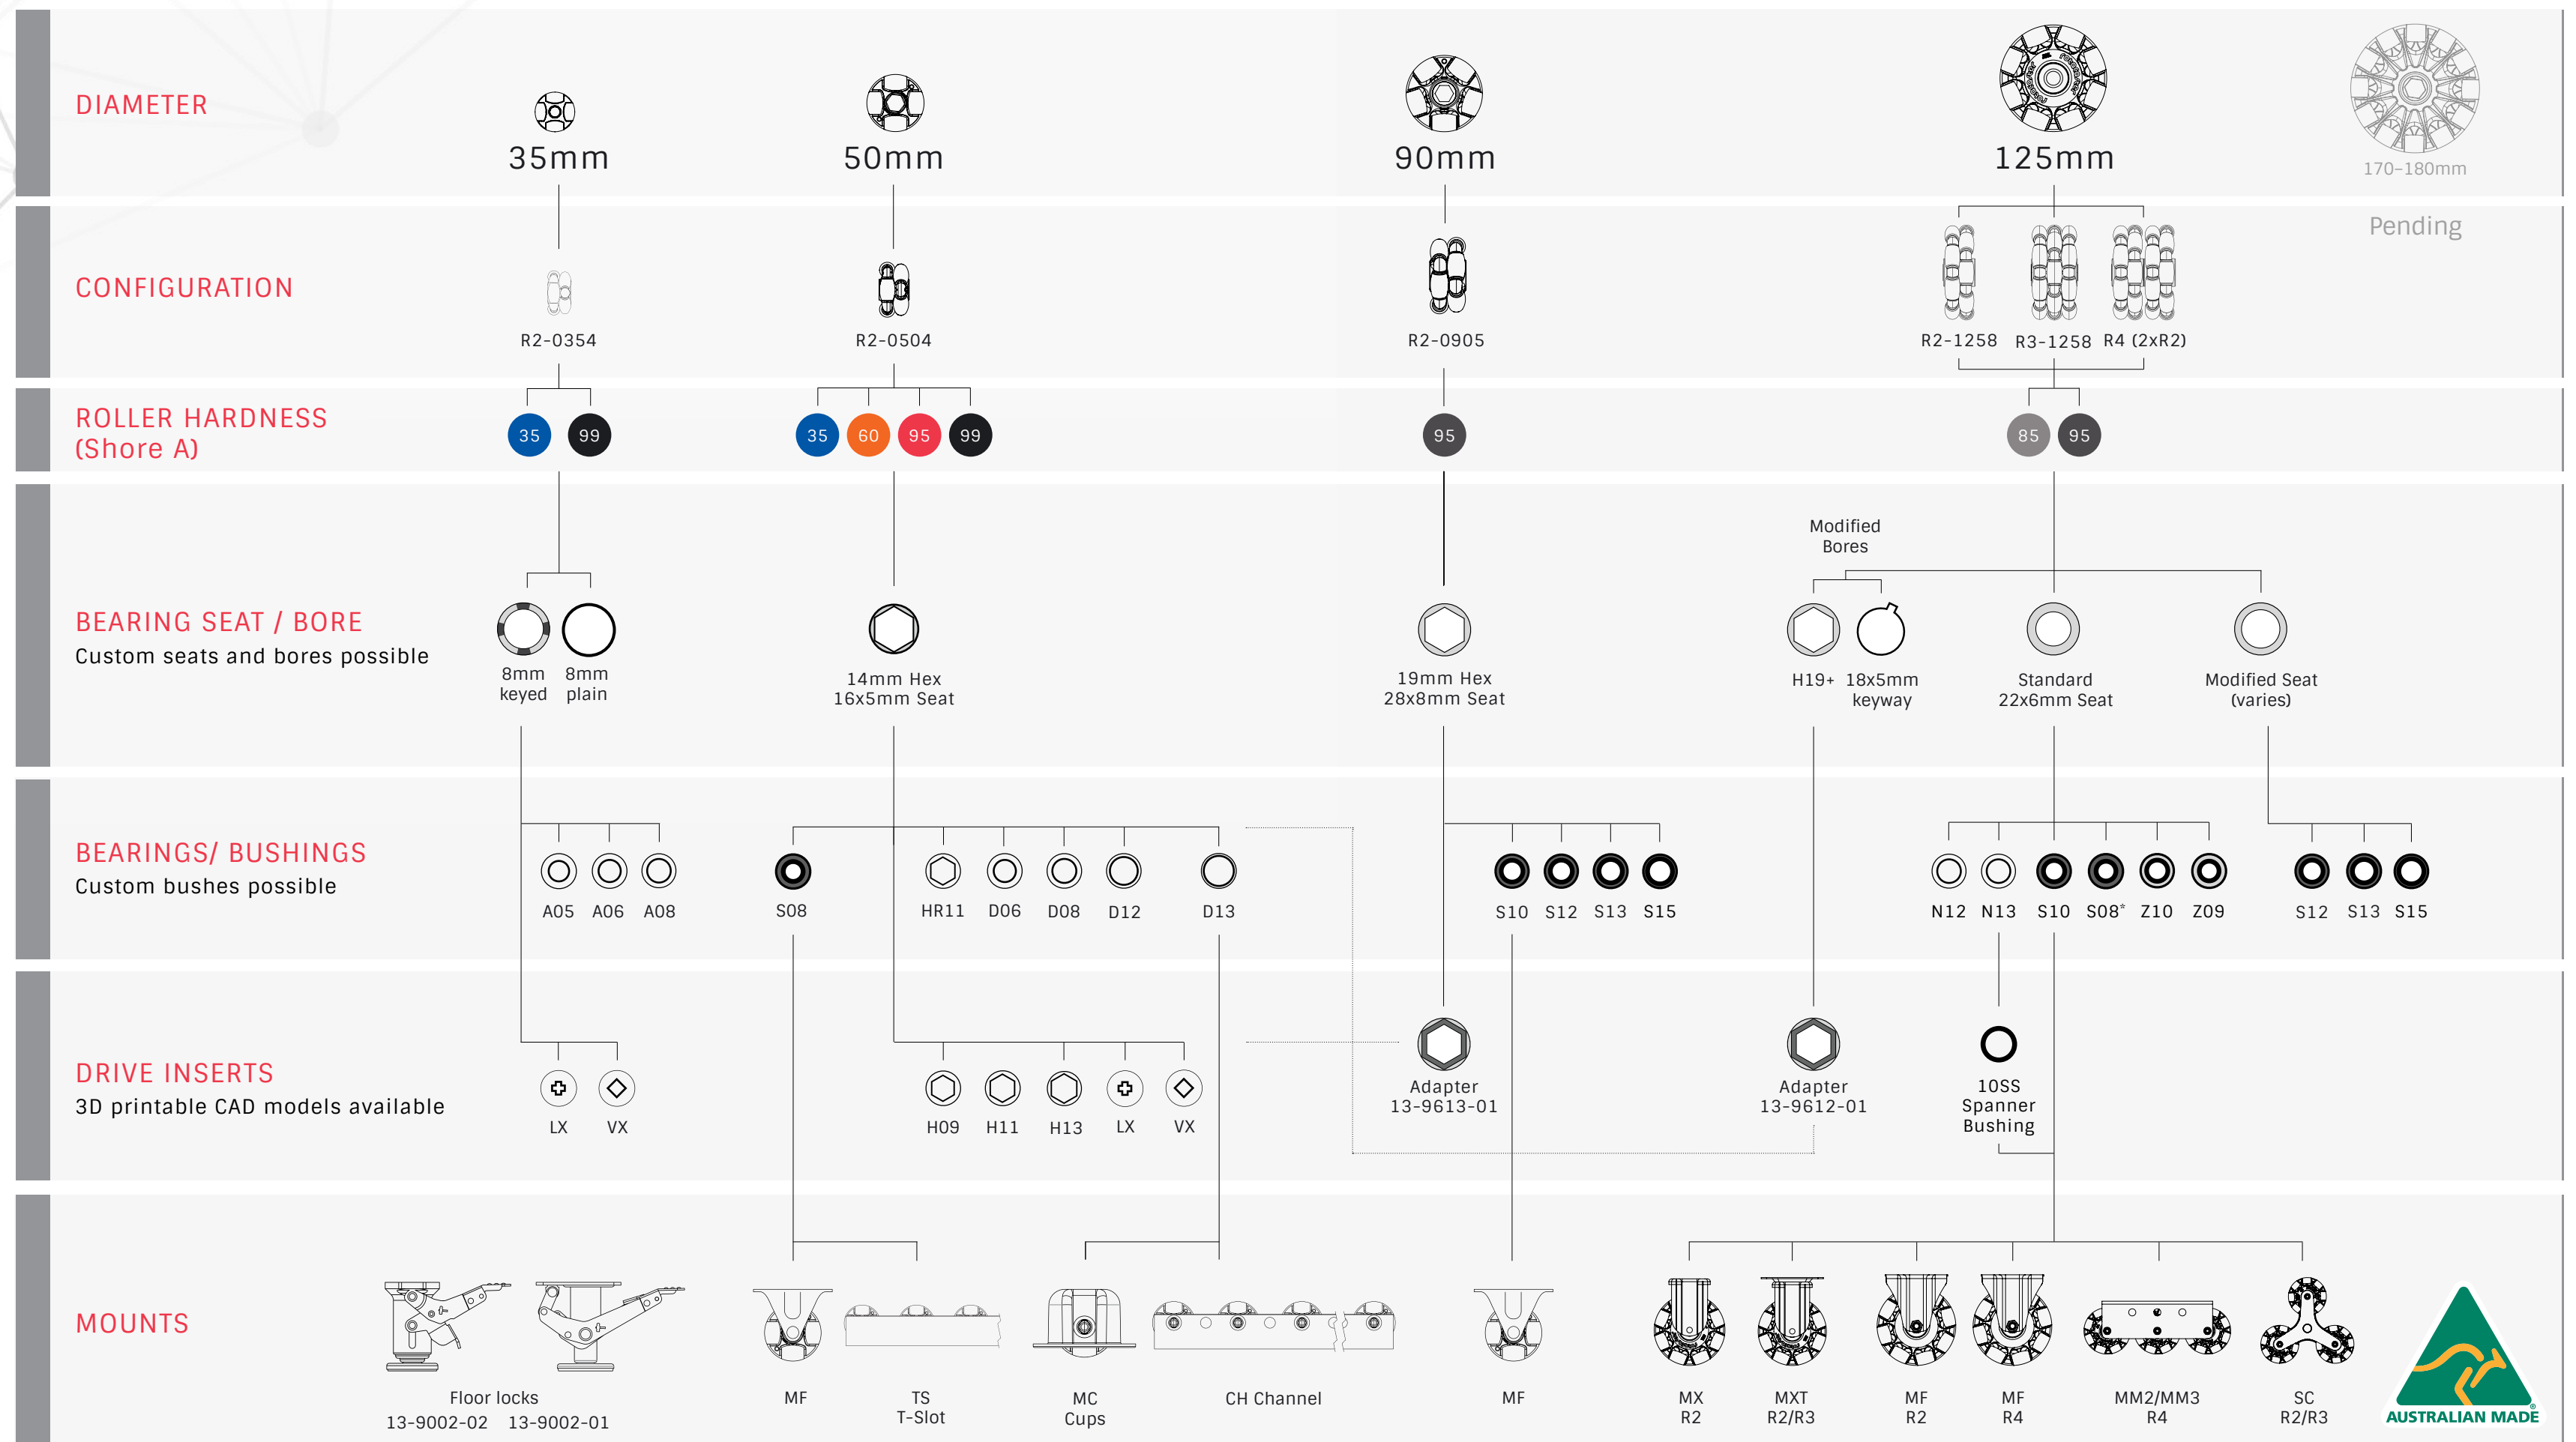 DIAMETER
35mm
50mm
90mm
125mm
170-180mm
Pending
CONFIGURATION
R2-0354
R2-0504
R2-0905
R2-1258
R3-1258
R4 (2xR2)
ROLLER HARDNESS
(Shore A)
35
99
35
60
95
99
95
85
95
BEARING SEAT / BORE
Custom seats and bores possible
8mm
keyed
8mm
plain
14mm Hex
16x5mm Seat
19mm Hex
28x8mm Seat
Modified
Bores
H19+
18x5mm
keyway
Standard
22x6mm Seat
Modified Seat
(varies)
BEARINGS/ BUSHINGS
Custom bushes possible
A05
A06
A08
S08
HR11
D06
D08
D12
D13
S10
S12
S13
S15
N12
N13
S10
S08*
Z10
Z09
S12
S13
S15
DRIVE INSERTS
3D printable CAD models available
LX
VX
H09
H11
H13
LX
VX
Adapter
13-9613-01
Adapter
13-9612-01
10SS
Spanner
Bushing
MOUNTS
Floor locks
13-9002-02
13-9002-01
MF
TS
T-Slot
MC
Cups
CH Channel
MF
MX
R2
MXT
R2/R3
MF
R2
MF
R4
MM2/MM3
R4
SC
R2/R3
®
AUSTRALIAN MADE